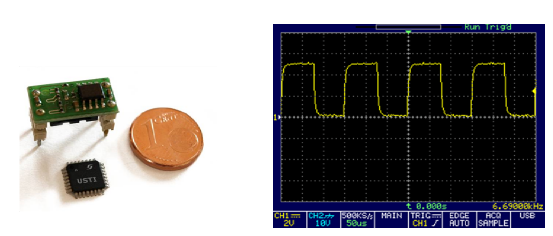 USTI
1
Run Trig'd
1
0.000s
6.69000kHz
CH1 CH2 500KS/s MAIN TRIG EDGE ACQ USB
2V 10V 50us CH1 AUTO SAMPLE